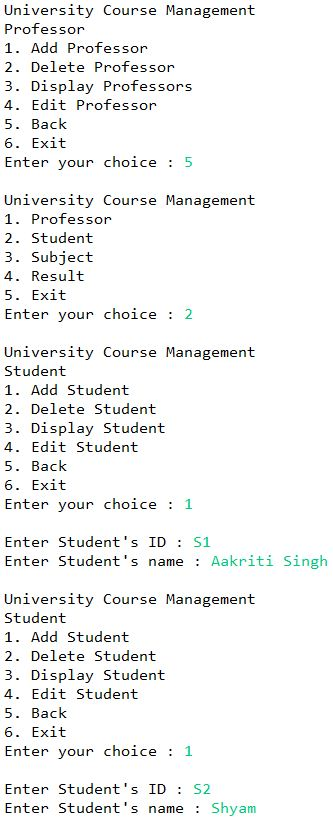 University Course Management
Professor
1. Add Professor
2. Delete Professor
3. Display Professors
4. Edit Professor
5. Back
6. Exit
Enter your choice : 5
University Course Management
1. Professor
2. Student
3. Subject
4. Result
5. Exit
Enter your choice : 2
University Course Management
Student
1. Add Student
2. Delete Student
3. Display Student
4. Edit Student
5. Back
6. Exit
Enter your choice : 1
Enter Student's ID : S1
Enter Student's name : Aakriti Singh
University Course Management
Student
1. Add Student
2. Delete Student
3. Display Student
4. Edit Student
5. Back
6. Exit
Enter your choice : 1
Enter Student's ID : S2
Enter Student's name : Shyam